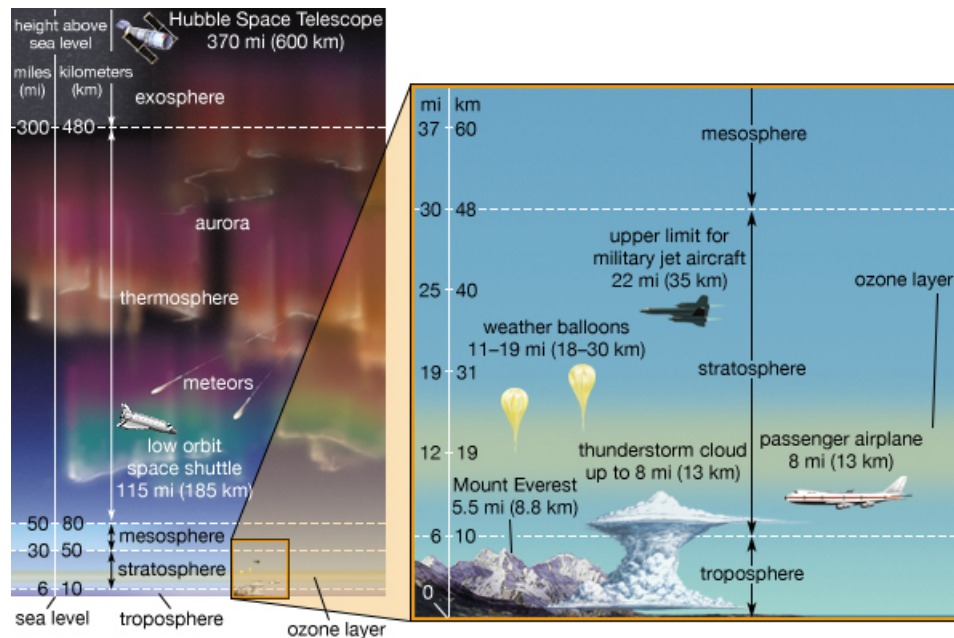 height above
sea level
miles
(mi)
kilometers
(km)
Hubble Space Telescope
370 mi (600 km)
exosphere
300 480
aurora
thermosphere
meteors
low orbit
space shuttle
115 mi (185 km)
50 80
mesosphere
30 50
stratosphere
6 10
sea level
troposphere
ozone layer
mi km
37 60
mesosphere
30 48
upper limit for
military jet aircraft
22 mi (35 km)
25 40
ozone layer
weather balloons
11–19 mi (18–30 km)
19 31
stratosphere
12 19
thunderstorm cloud
up to 8 mi (13 km)
passenger airplane
8 mi (13 km)
Mount Everest
5.5 mi (8.8 km)
6 10
troposphere
0